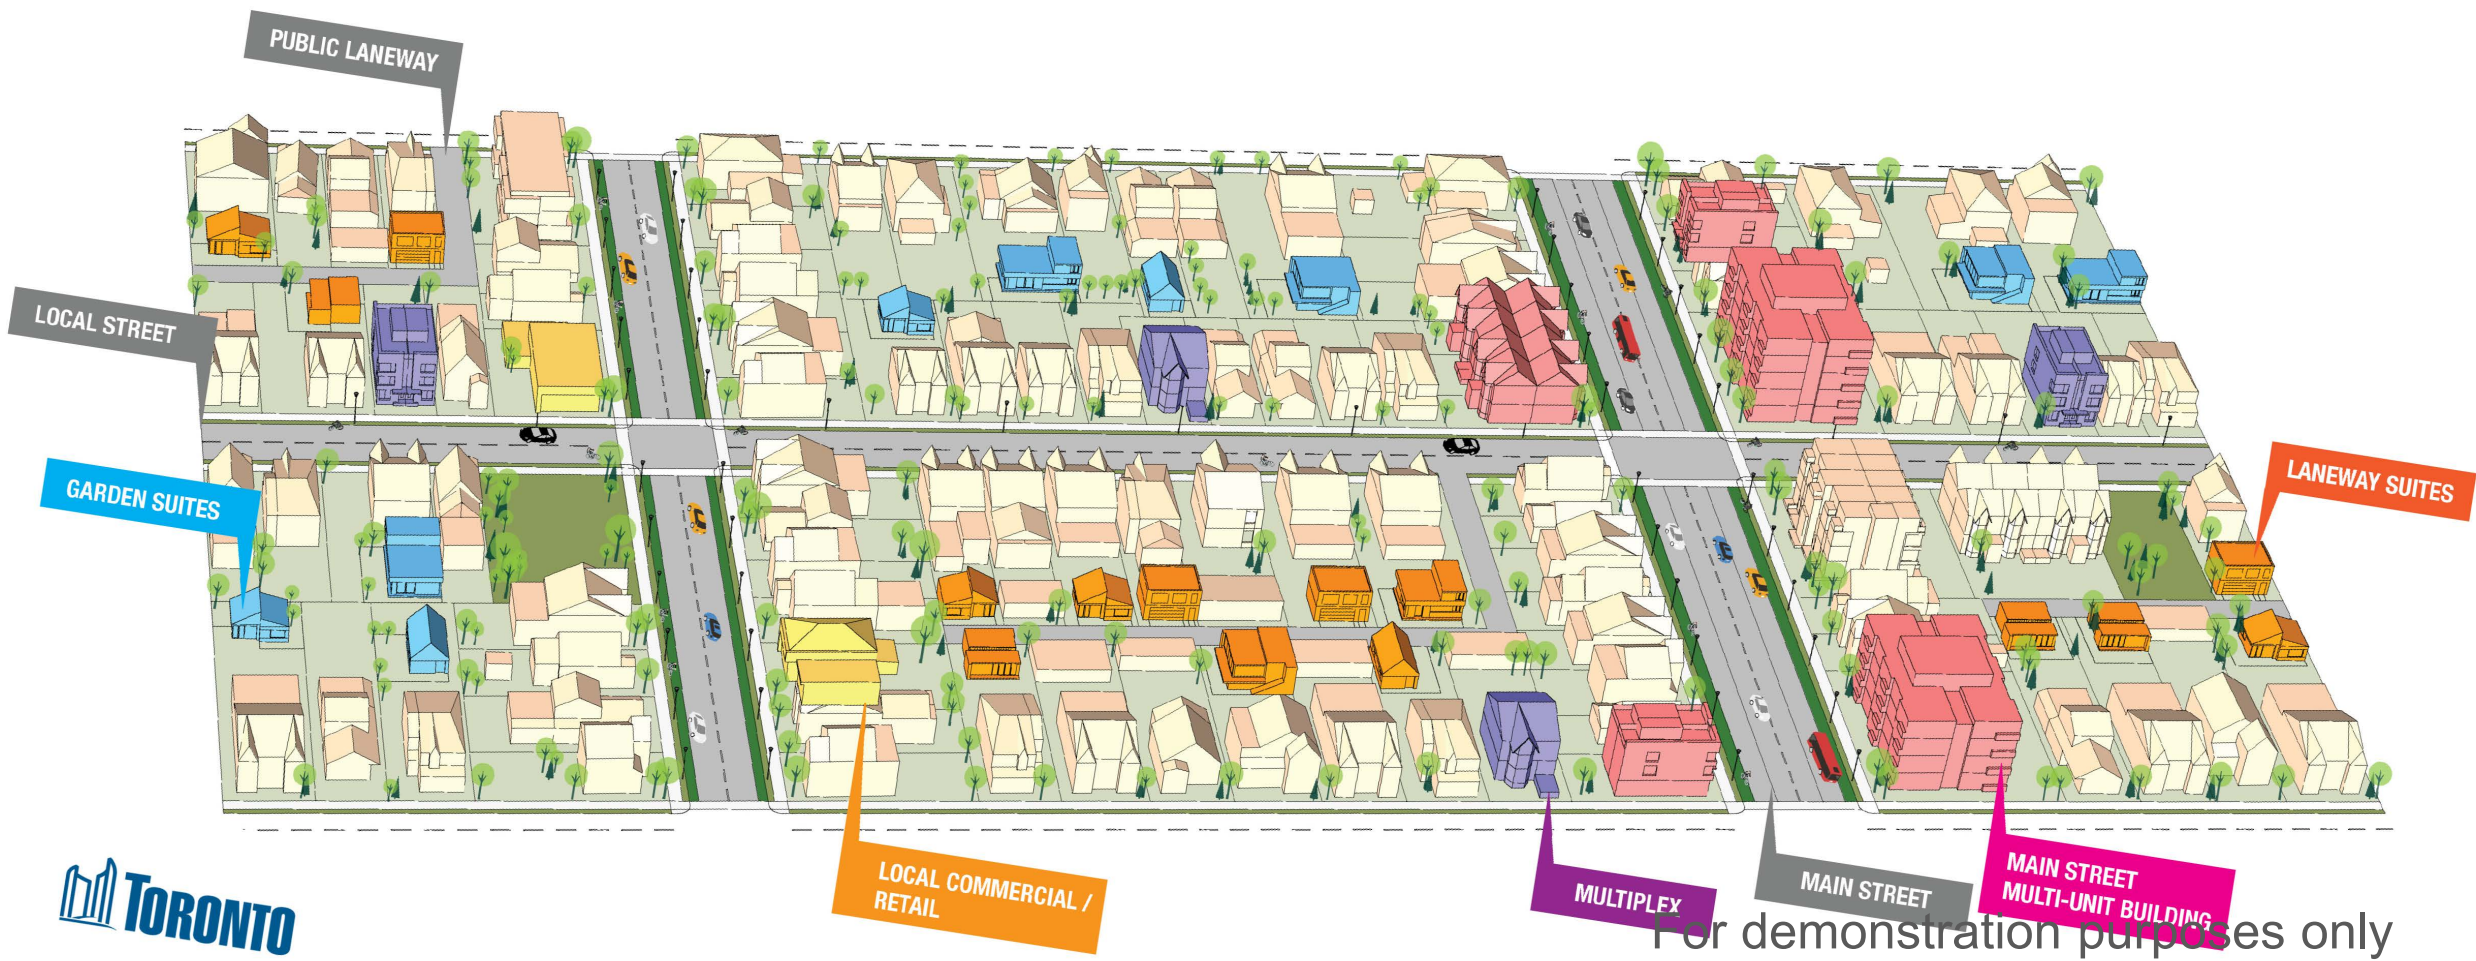 PUBLIC LANEWAY
LOCAL STREET
GARDEN SUITES
LANEWAY SUITES
LOCAL COMMERCIAL /
RETAIL
MULTIPLEX
MAIN STREET
MAIN STREET
MULTI-UNIT BUILDING
TORONTO
For demonstration purposes only